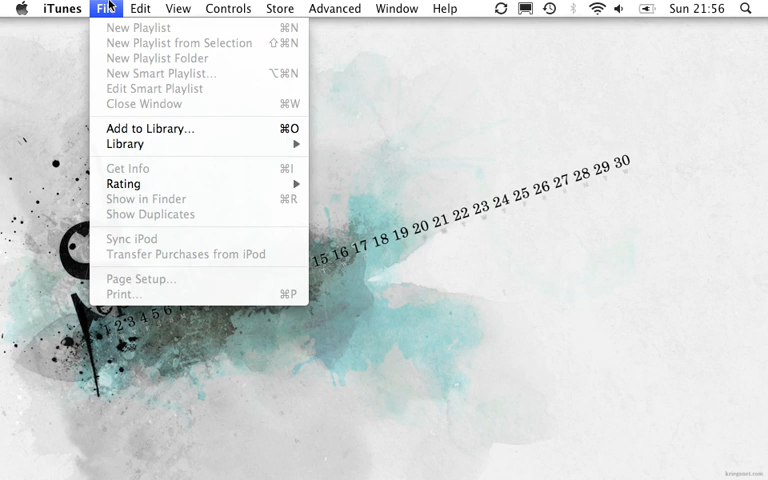 iTunes File Edit View Controls Store Advanced Window Help Sun 21:56
New Playlist ⌘N
New Playlist from Selection ⇧⌘N
New Playlist Folder
New Smart Playlist... ⌥⌘N
Edit Smart Playlist
Close Window ⌘W
Add to Library... ⌘O
Library
Get Info ⌘I
Rating
Show in Finder ⌘R
Show Duplicates
Sync iPod
Transfer Purchases from iPod
Page Setup...
Print... ⌘P
1 2 3 4 5 6 7
15 16 17 18 19 20 21 22 23 24 25 26 27 28 29 30